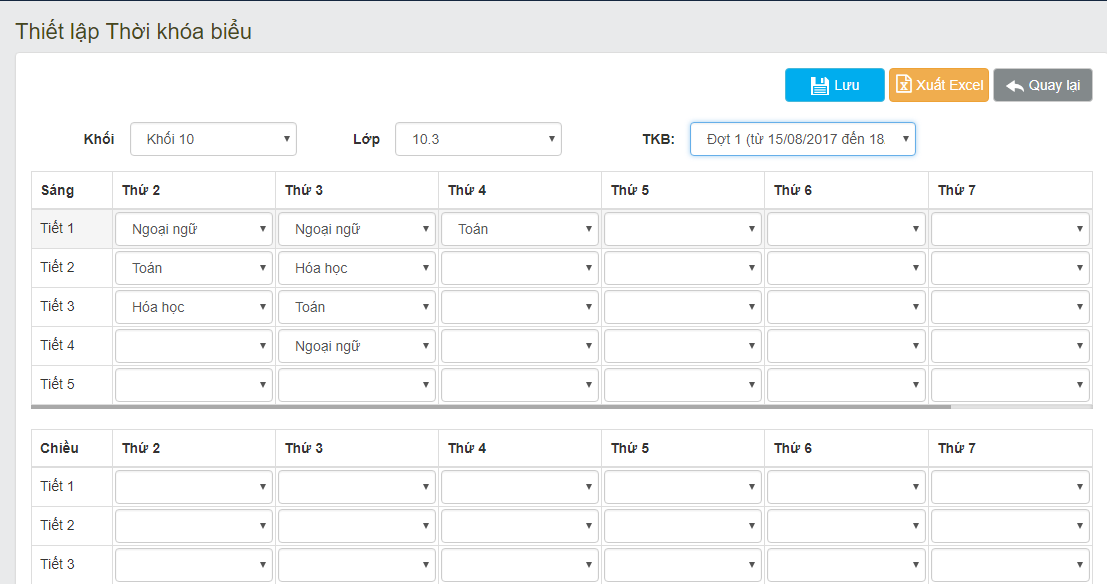 Thiết lập Thời khóa biểu
Lưu Xuất Excel Quay lại
Khối Khối 10 Lớp 10.3 TKB: Đợt 1 (từ 15/08/2017 đến 18
Sáng Thứ 2 Thứ 3 Thứ 4 Thứ 5 Thứ 6 Thứ 7
Tiết 1 Ngoại ngữ Ngoại ngữ Toán
Tiết 2 Toán Hóa học
Tiết 3 Hóa học Toán
Tiết 4 Ngoại ngữ
Tiết 5
Chiều Thứ 2 Thứ 3 Thứ 4 Thứ 5 Thứ 6 Thứ 7
Tiết 1
Tiết 2
Tiết 3